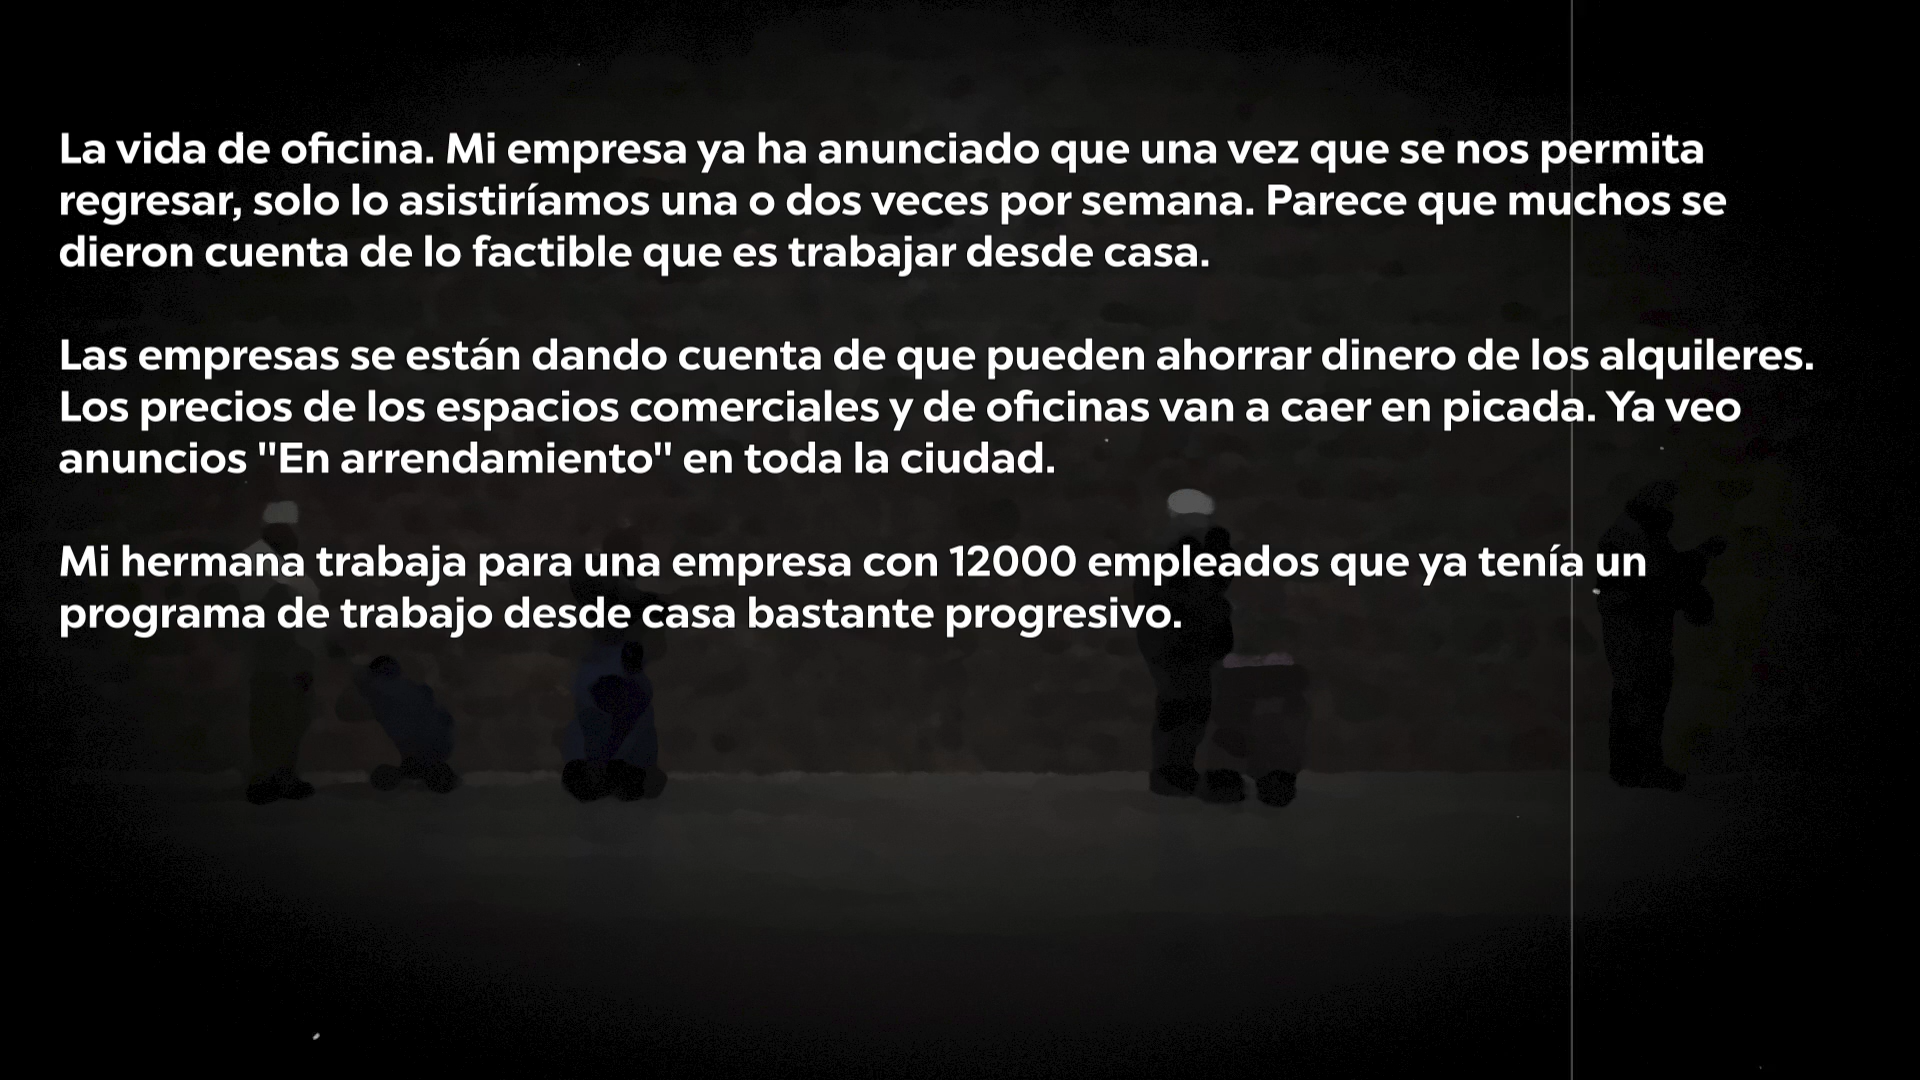 La vida de oficina. Mi empresa ya ha anunciado que una vez que se nos permita
regresar, solo lo asistiríamos una o dos veces por semana. Parece que muchos se
dieron cuenta de lo factible que es trabajar desde casa.
Las empresas se están dando cuenta de que pueden ahorrar dinero de los alquileres.
Los precios de los espacios comerciales y de oficinas van a caer en picada. Ya veo
anuncios "En arrendamiento" en toda la ciudad.
Mi hermana trabaja para una empresa con 12000 empleados que ya tenía un
programa de trabajo desde casa bastante progresivo.